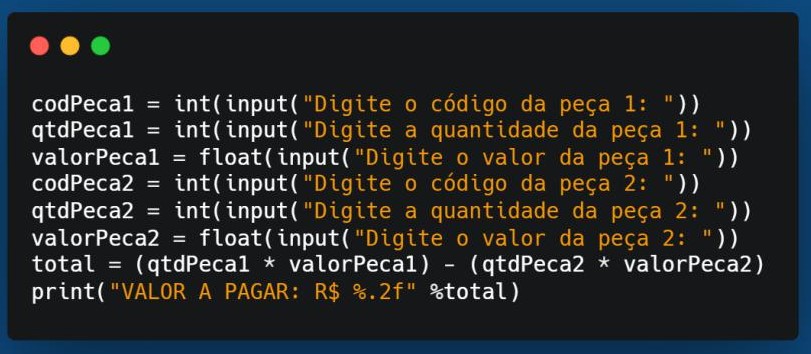 codPeca1 = int(input("Digite o código da peça 1: "))
qtdPeca1 = int(input("Digite a quantidade da peça 1: "))
valorPeca1 = float(input("Digite o valor da peça 1: "))
codPeca2 = int(input("Digite o código da peça 2: "))
qtdPeca2 = int(input("Digite a quantidade da peça 2: "))
valorPeca2 = float(input("Digite o valor da peça 2: "))
total = (qtdPeca1 * valorPeca1) - (qtdPeca2 * valorPeca2)
print("VALOR A PAGAR: R$ %.2f" %total)